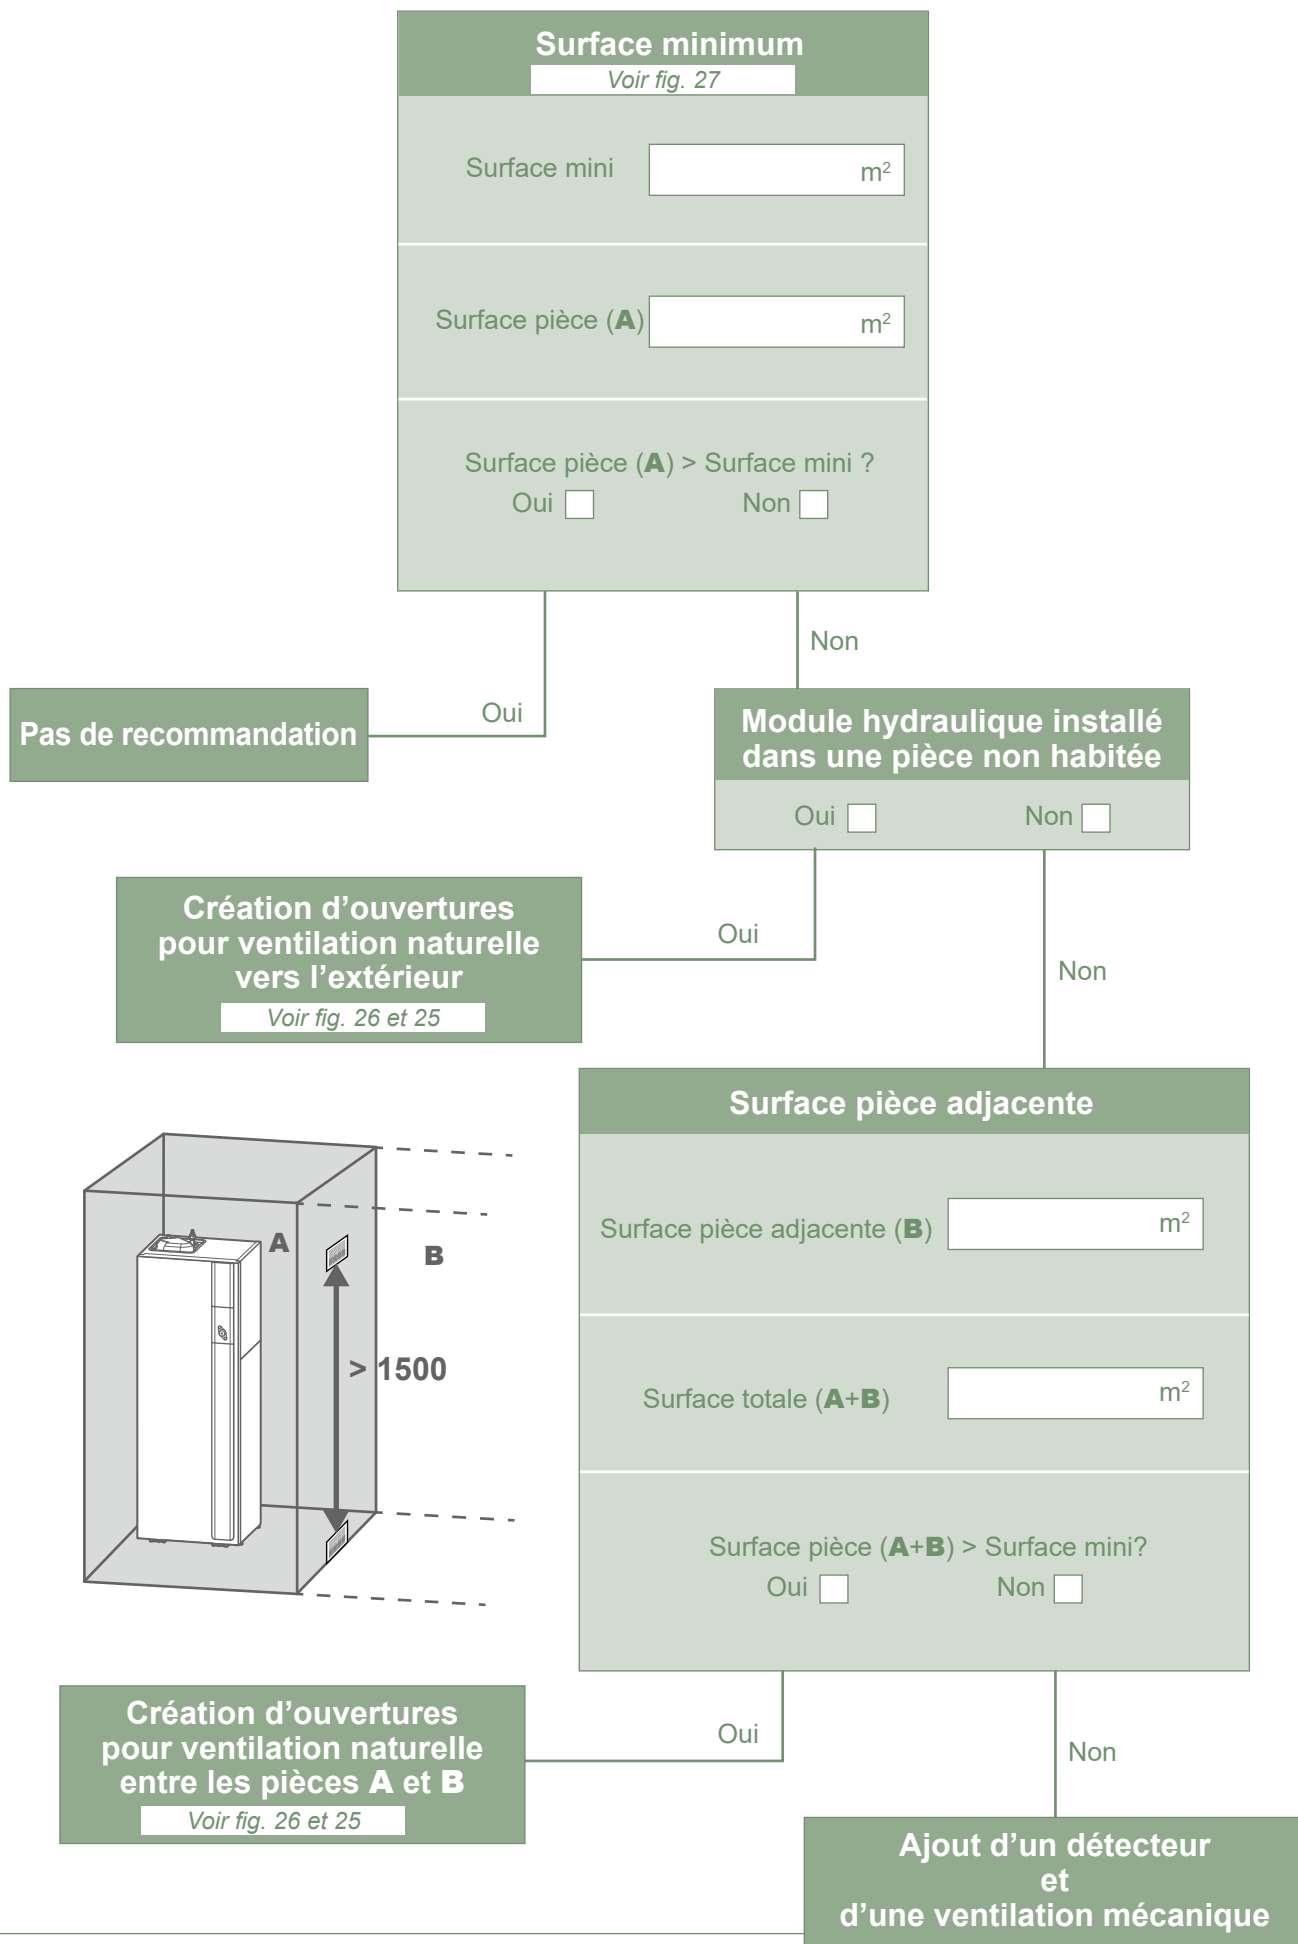 Surface minimum
Voir fig. 27
Surface mini m²
Surface pièce (A) m²
Surface pièce (A) > Surface mini ?
Oui Non
Non
Oui
Pas de recommandation
Module hydraulique installé
dans une pièce non habitée
Oui Non
Création d’ouvertures
pour ventilation naturelle
vers l’extérieur
Voir fig. 26 et 25
Oui
Non
Surface pièce adjacente
Surface pièce adjacente (B) m²
Surface totale (A+B) m²
Surface pièce (A+B) > Surface mini?
Oui Non
A
B
> 1500
Création d’ouvertures
pour ventilation naturelle
entre les pièces A et B
Voir fig. 26 et 25
Oui
Non
Ajout d’un détecteur
et
d’une ventilation mécanique